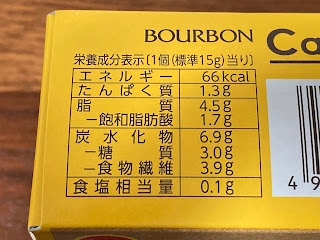 BOURBON
Ca
栄養成分表示〔1個(標準15g)当り〕
エネルギー 66kcal
たんぱく質 1.3g
脂質 4.5g
−飽和脂肪酸 1.7g
炭水化物 6.9g
−糖質 3.0g
−食物繊維 3.9g
食塩相当量 0.1g
4 9